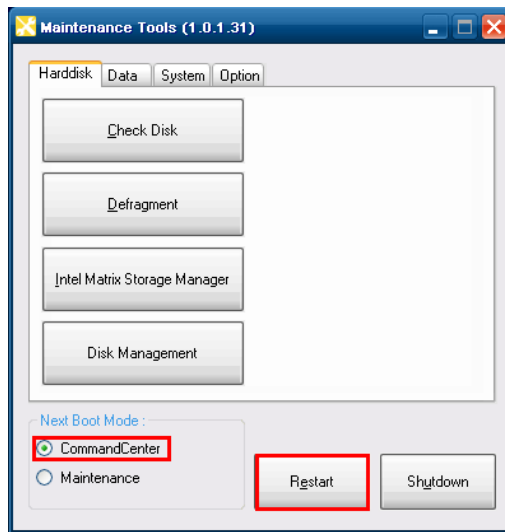 Maintenance Tools (1.0.1.31)
Harddisk Data System Option
Check Disk
Defragment
Intel Matrix Storage Manager
Disk Management
Next Boot Mode :
CommandCenter
Maintenance
Restart
Shutdown